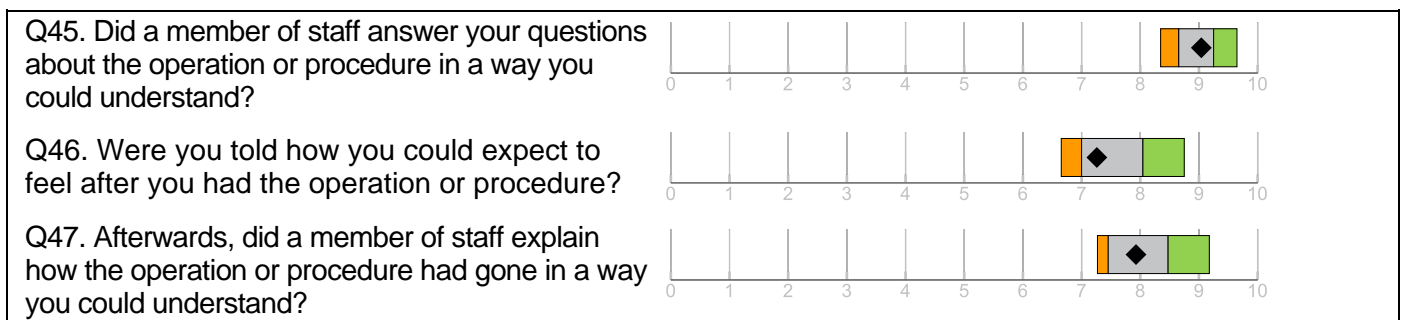 Q45. Did a member of staff answer your questions
about the operation or procedure in a way you
could understand?
0 1 2 3 4 5 6 7 8 9 10
Q46. Were you told how you could expect to
feel after you had the operation or procedure?
0 1 2 3 4 5 6 7 8 9 10
Q47. Afterwards, did a member of staff explain
how the operation or procedure had gone in a way
you could understand?
0 1 2 3 4 5 6 7 8 9 10